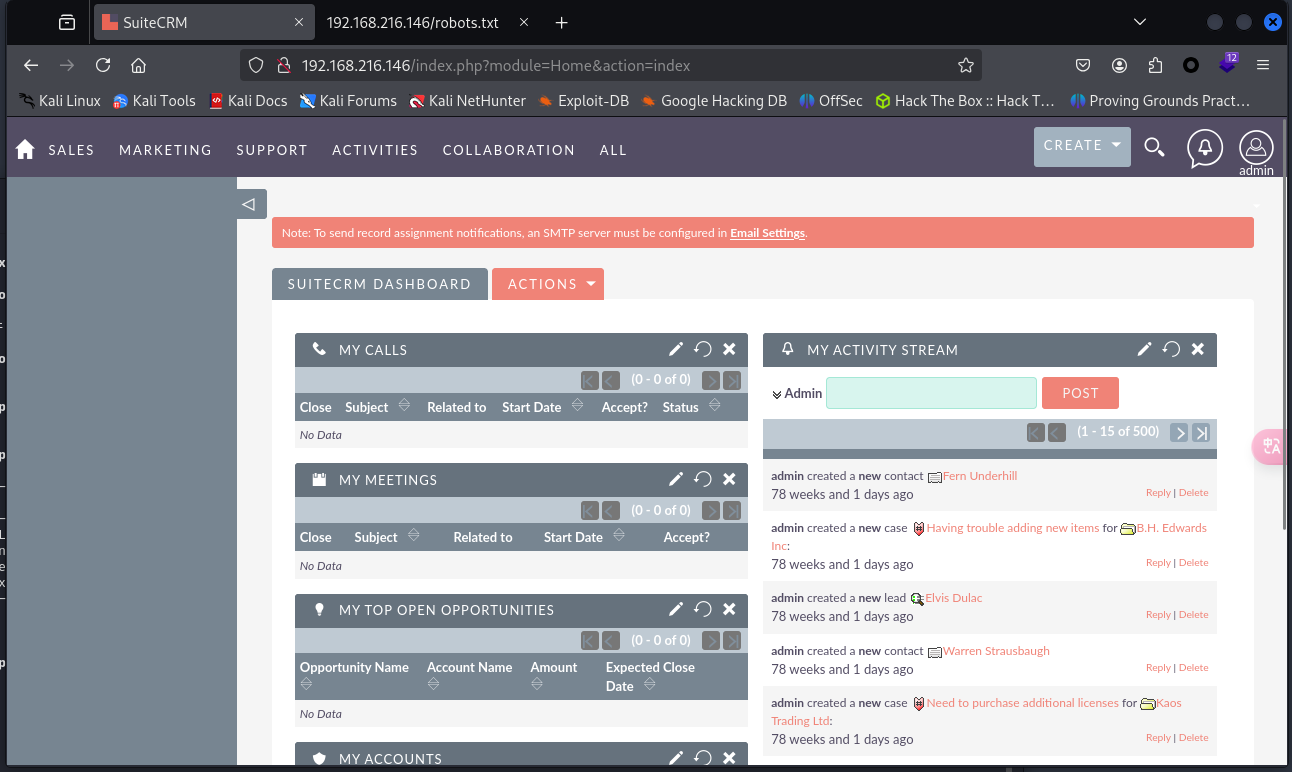 SuiteCRM
192.168.216.146/robots.txt
192.168.216.146/index.php?module=Home&action=index
12
Kali Linux Kali Tools Kali Docs Kali Forums Kali NetHunter Exploit-DB Google Hacking DB OffSec Hack The Box :: Hack T… Proving Grounds Pract…
SALES MARKETING SUPPORT ACTIVITIES COLLABORATION ALL CREATE
admin
Note: To send record assignment notifications, an SMTP server must be configured in Email Settings.
SUITECRM DASHBOARD ACTIONS
MY CALLS
(0 - 0 of 0)
Close Subject Related to Start Date Accept? Status
No Data
MY MEETINGS
(0 - 0 of 0)
Close Subject Related to Start Date Accept?
No Data
MY TOP OPEN OPPORTUNITIES
(0 - 0 of 0)
Opportunity Name Account Name Amount Expected Close
Date
No Data
MY ACCOUNTS
MY ACTIVITY STREAM
Admin POST
(1 - 15 of 500)
admin created a new contact Fern Underhill
78 weeks and 1 days ago Reply | Delete
admin created a new case Having trouble adding new items for B.H. Edwards
Inc:
78 weeks and 1 days ago Reply | Delete
admin created a new lead Elvis Dulac
78 weeks and 1 days ago Reply | Delete
admin created a new contact Warren Strausbaugh
78 weeks and 1 days ago Reply | Delete
admin created a new case Need to purchase additional licenses for Kaos
Trading Ltd:
78 weeks and 1 days ago Reply | Delete
中A